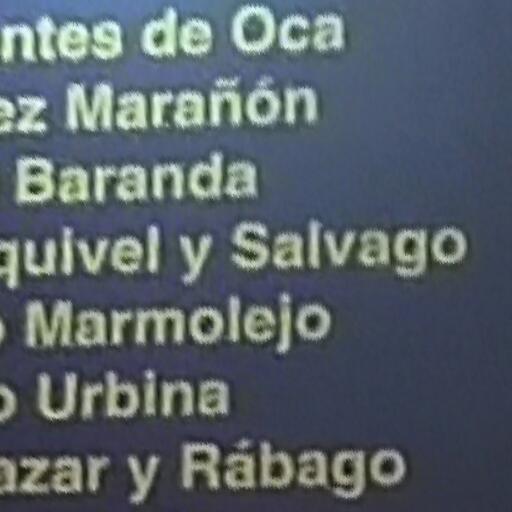 ntes de Oca
ez Marañón
Baranda
quivel y Salvago
o Marmolejo
o Urbina
azar y Rábago